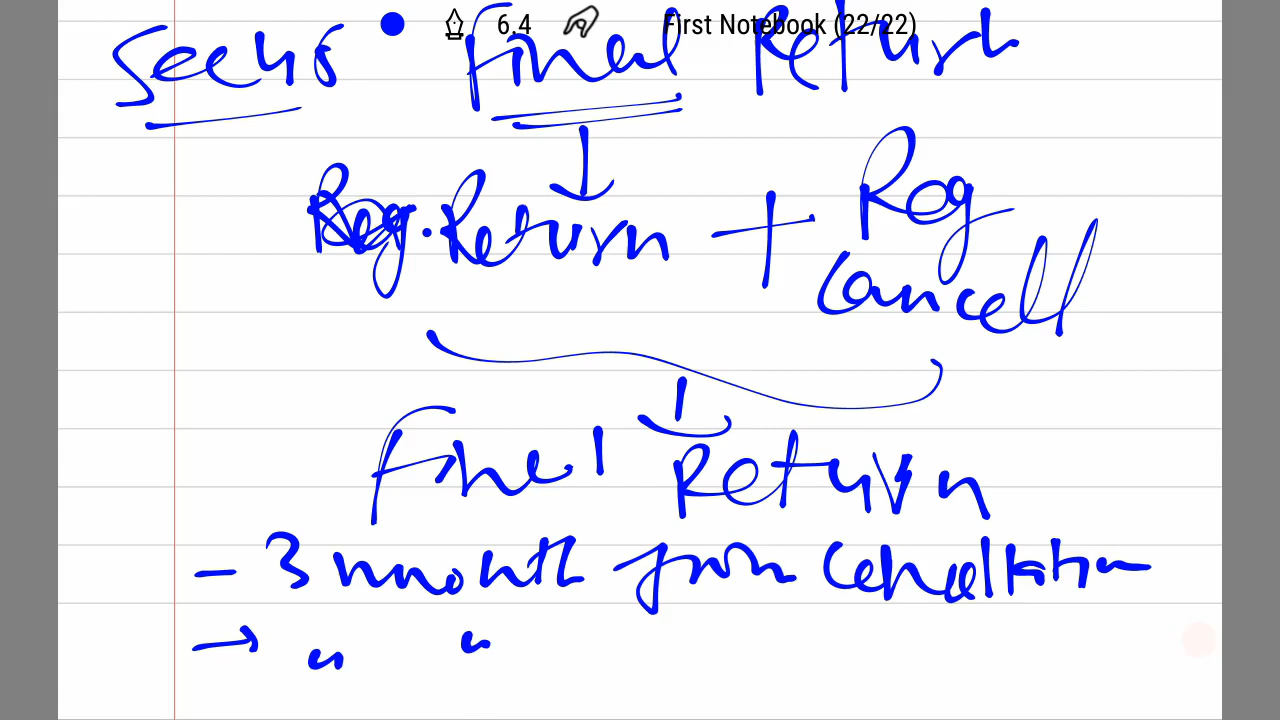 6.4 First Notebook (22/22)
Sec 45 Final Return
Reg. Return + Reg
Cancell
Final Return
- 3 month from Cancellation
→ " "